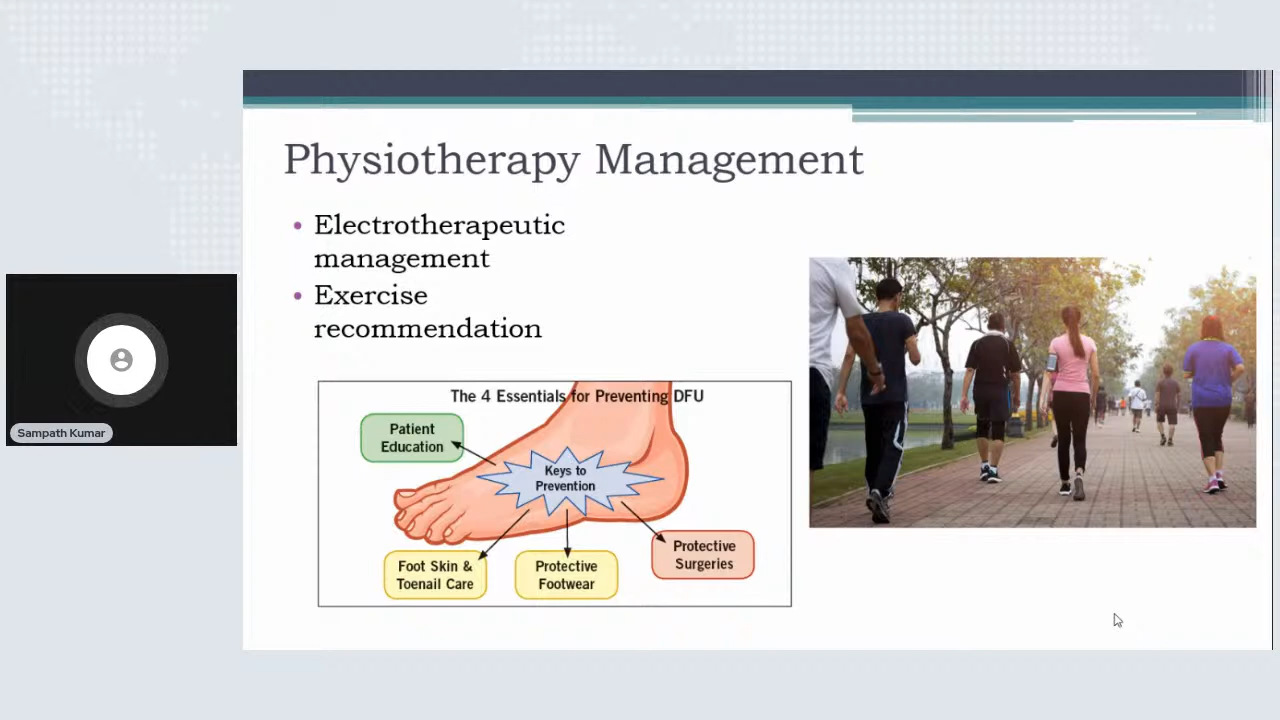 Physiotherapy Management
• Electrotherapeutic
management
• Exercise
recommendation
The 4 Essentials for Preventing DFU
Patient
Education
Keys to
Prevention
Foot Skin &
Toenail Care
Protective
Footwear
Protective
Surgeries
Sampath Kumar